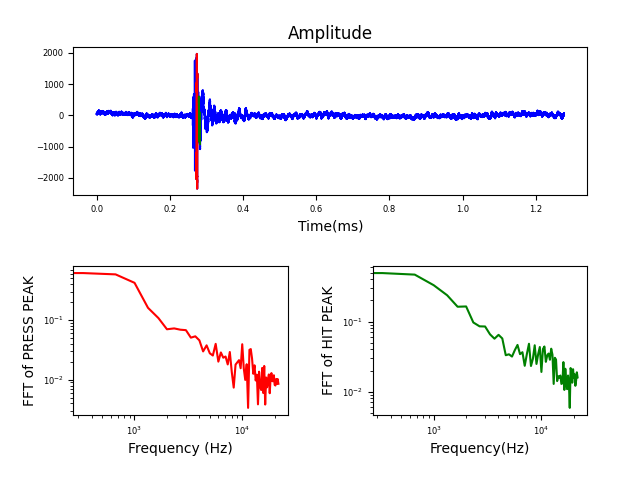 Amplitude
2000
1000
0
−1000
−2000
0.0 0.2 0.4 0.6 0.8 1.0 1.2
Time(ms)
FFT of PRESS PEAK
10⁻¹
10⁻²
10³ 10⁴
Frequency (Hz)
FFT of HIT PEAK
10⁻¹
10⁻²
10³ 10⁴
Frequency(Hz)